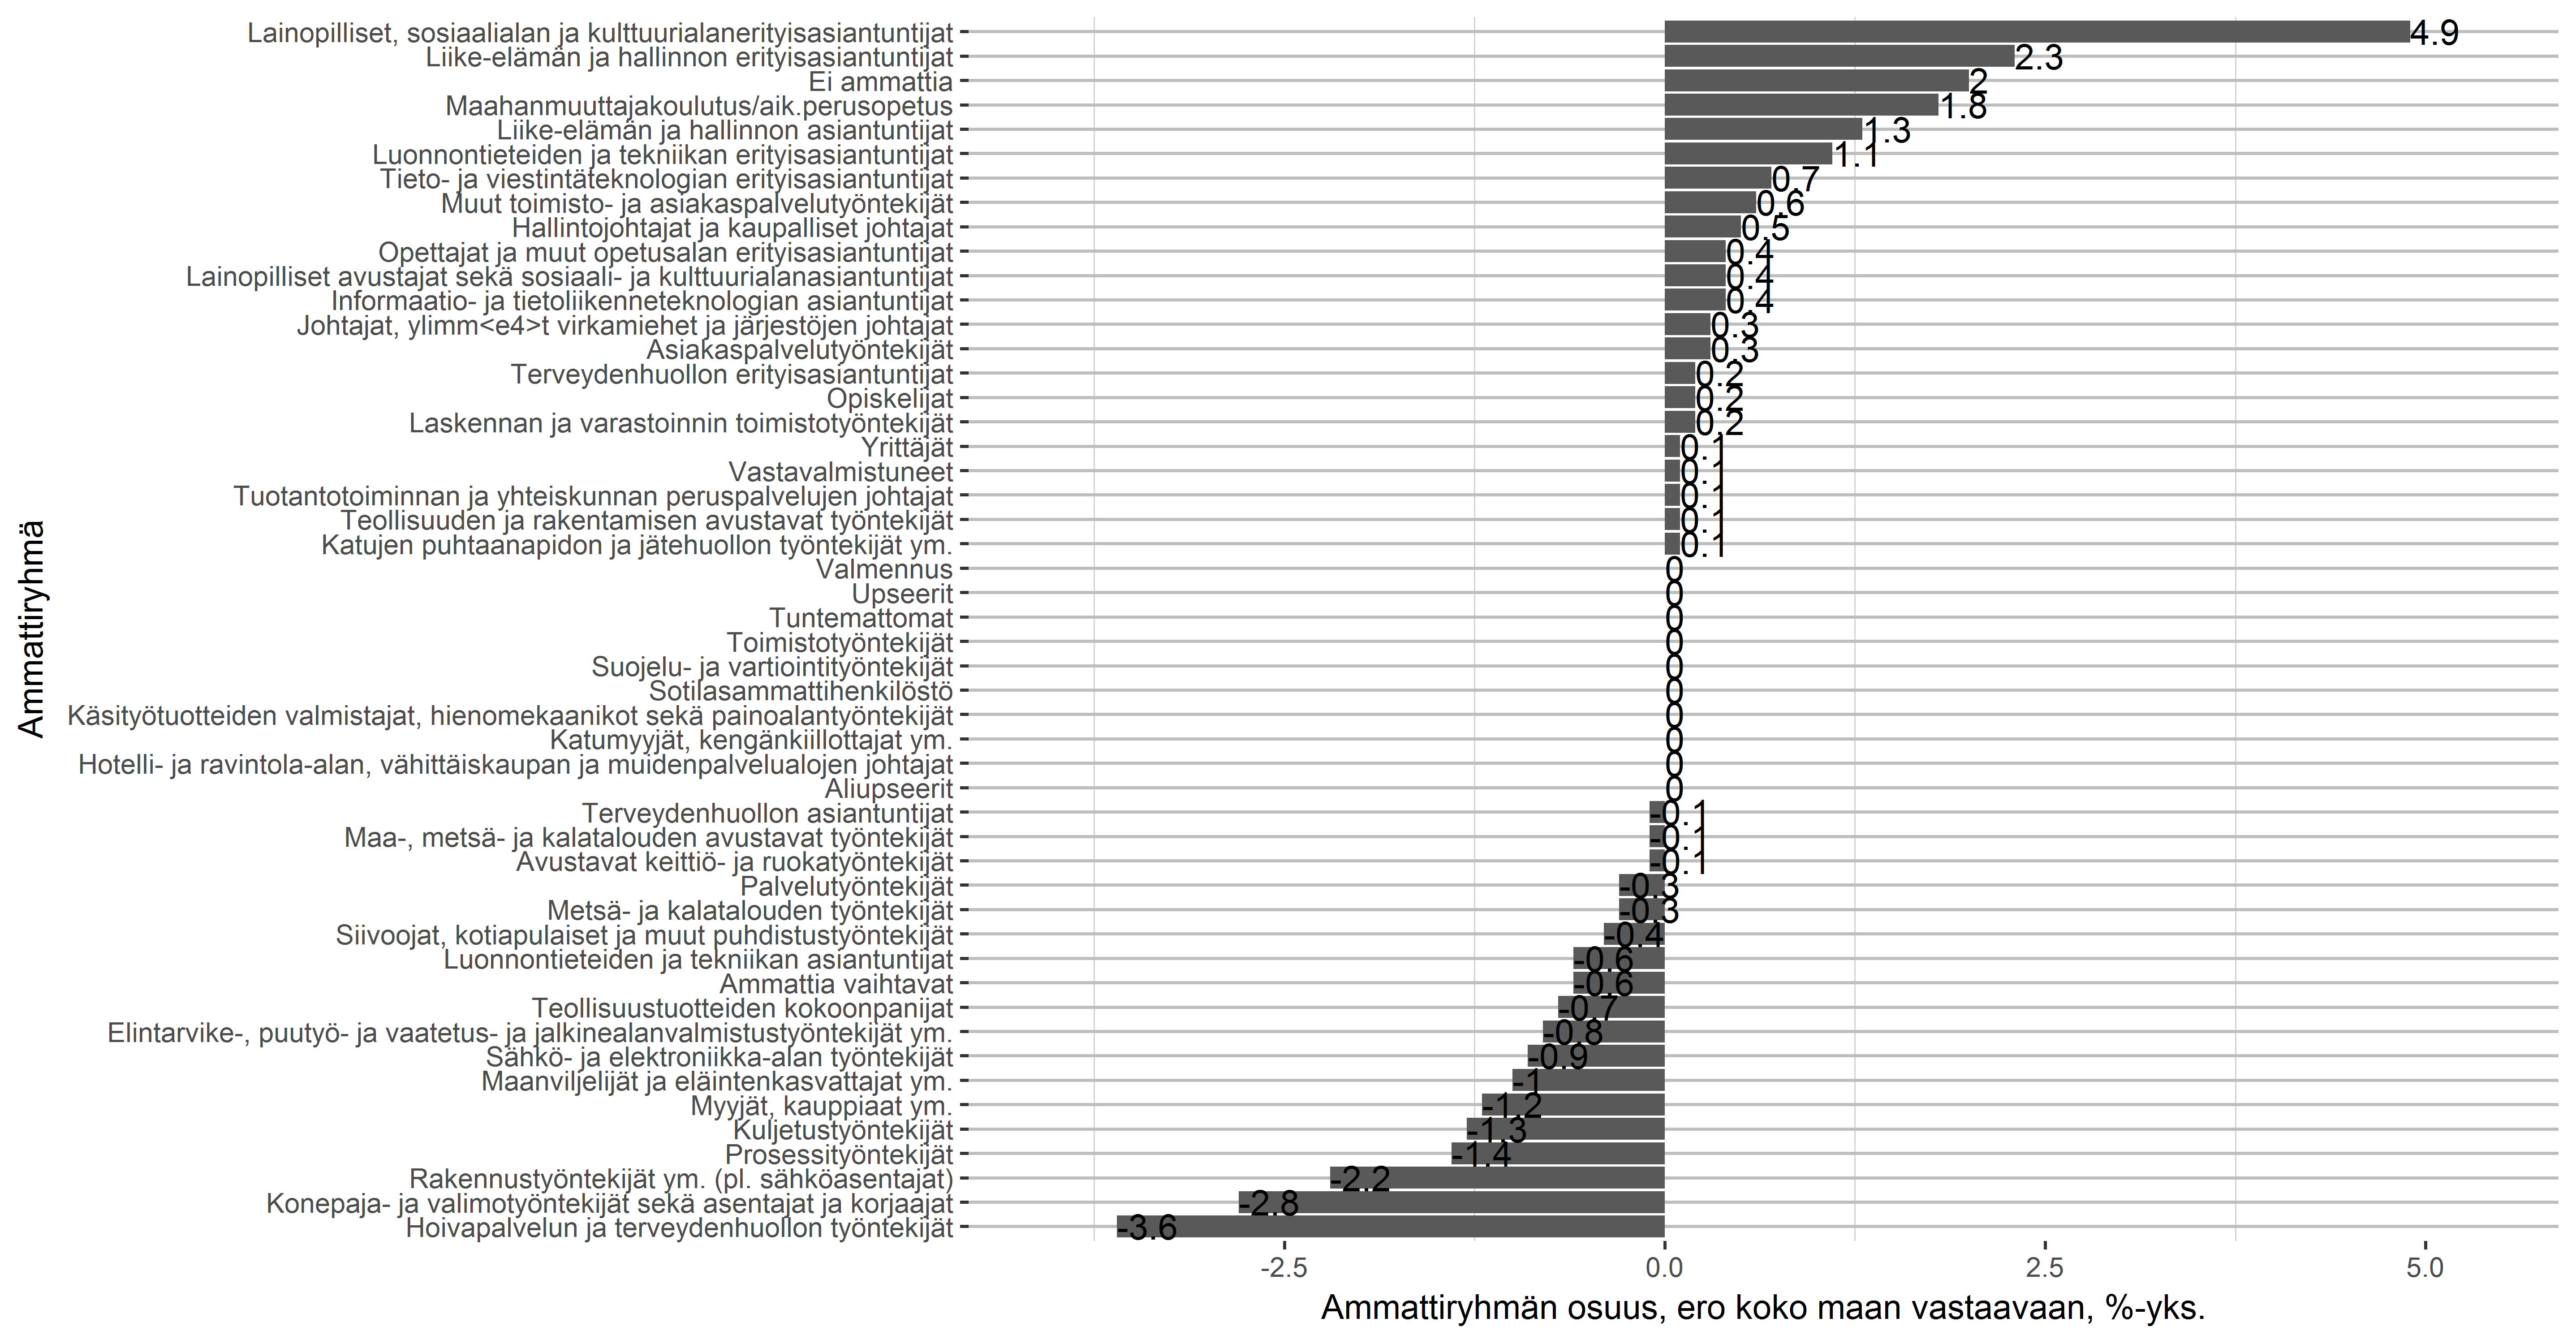 Lainopilliset, sosiaalialan ja kulttuurialanerityisasiantuntijat 4.9
Liike-elämän ja hallinnon erityisasiantuntijat 2.3
Ei ammattia 2
Maahanmuuttajakoulutus/aik.perusopetus 1.8
Liike-elämän ja hallinnon asiantuntijat 1.3
Luonnontieteiden ja tekniikan erityisasiantuntijat 1.1
Tieto- ja viestintäteknologian erityisasiantuntijat 0.7
Muut toimisto- ja asiakaspalvelutyöntekijät 0.6
Hallintojohtajat ja kaupalliset johtajat 0.5
Opettajat ja muut opetusalan erityisasiantuntijat 0.4
Lainopilliset avustajat sekä sosiaali- ja kulttuurialanasiantuntijat 0.4
Informaatio- ja tietoliikenneteknologian asiantuntijat 0.4
Johtajat, ylimm<e4>t virkamiehet ja järjestöjen johtajat 0.3
Asiakaspalvelutyöntekijät 0.3
Terveydenhuollon erityisasiantuntijat 0.2
Opiskelijat 0.2
Laskennan ja varastoinnin toimistotyöntekijät 0.2
Yrittäjät 0.1
Vastavalmistuneet 0.1
Tuotantotoiminnan ja yhteiskunnan peruspalvelujen johtajat 0.1
Teollisuuden ja rakentamisen avustavat työntekijät 0.1
Katujen puhtaanapidon ja jätehuollon työntekijät ym. 0.1
Valmennus 0
Upseerit 0
Tuntemattomat 0
Toimistotyöntekijät 0
Suojelu- ja vartiointityöntekijät 0
Sotilasammattihenkilöstö 0
Käsityötuotteiden valmistajat, hienomekaanikot sekä painoalantyöntekijät 0
Katumyyjät, kengänkiillottajat ym. 0
Hotelli- ja ravintola-alan, vähittäiskaupan ja muidenpalvelualojen johtajat 0
Aliupseerit 0
Terveydenhuollon asiantuntijat -0.1
Maa-, metsä- ja kalatalouden avustavat työntekijät -0.1
Avustavat keittiö- ja ruokatyöntekijät -0.1
Palvelutyöntekijät -0.3
Metsä- ja kalatalouden työntekijät -0.3
Siivoojat, kotiapulaiset ja muut puhdistustyöntekijät -0.4
Luonnontieteiden ja tekniikan asiantuntijat -0.6
Ammattia vaihtavat -0.6
Teollisuustuotteiden kokoonpanijat -0.7
Elintarvike-, puutyö- ja vaatetus- ja jalkinealanvalmistustyöntekijät ym. -0.8
Sähkö- ja elektroniikka-alan työntekijät -0.9
Maanviljelijät ja eläintenkasvattajat ym. -1
Myyjät, kauppiaat ym. -1.2
Kuljetustyöntekijät -1.3
Prosessityöntekijät -1.4
Rakennustyöntekijät ym. (pl. sähköasentajat) -2.2
Konepaja- ja valimotyöntekijät sekä asentajat ja korjaajat -2.8
Hoivapalvelun ja terveydenhuollon työntekijät -3.6
-2.5 0.0 2.5 5.0
Ammattiryhmän osuus, ero koko maan vastaavaan, %-yks.
Ammattiryhmä